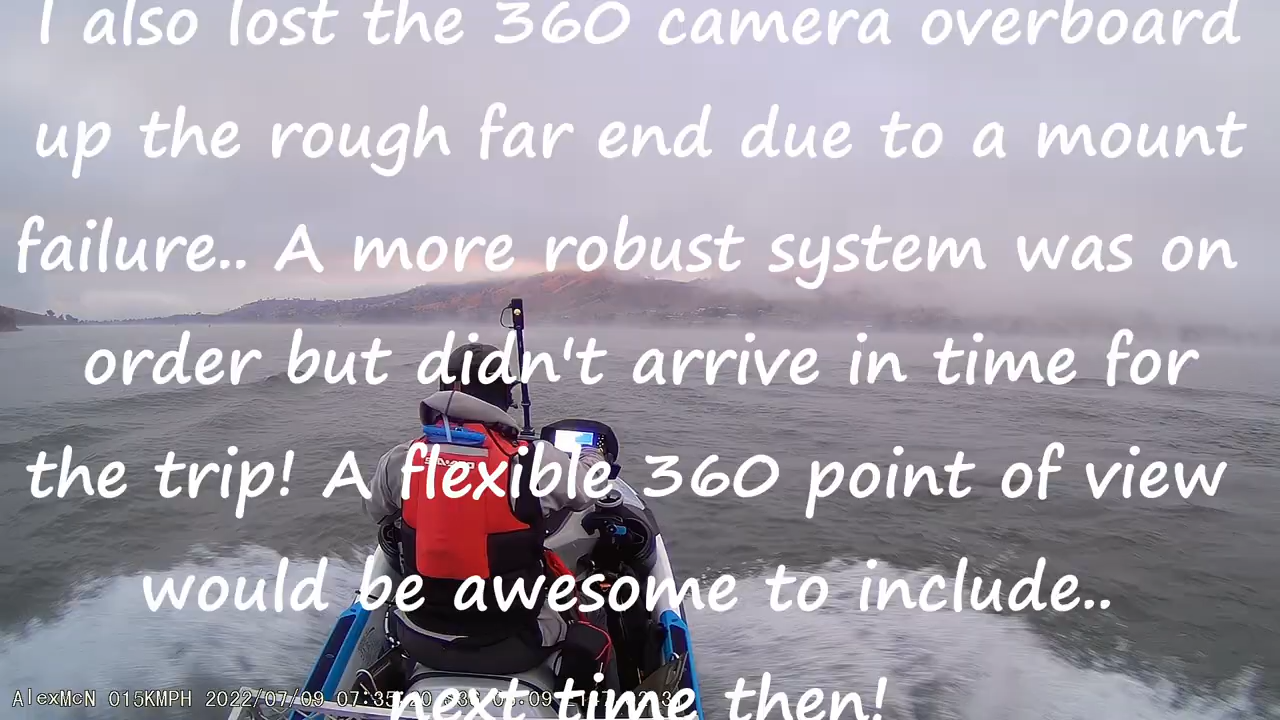 I also lost the 360 camera overboard
up the rough far end due to a mount
failure.. A more robust system was on
order but didn't arrive in time for
the trip! A flexible 360 point of view
would be awesome to include..
next time then!
AlexMcN 015KMPH 2022/07/09 07:35